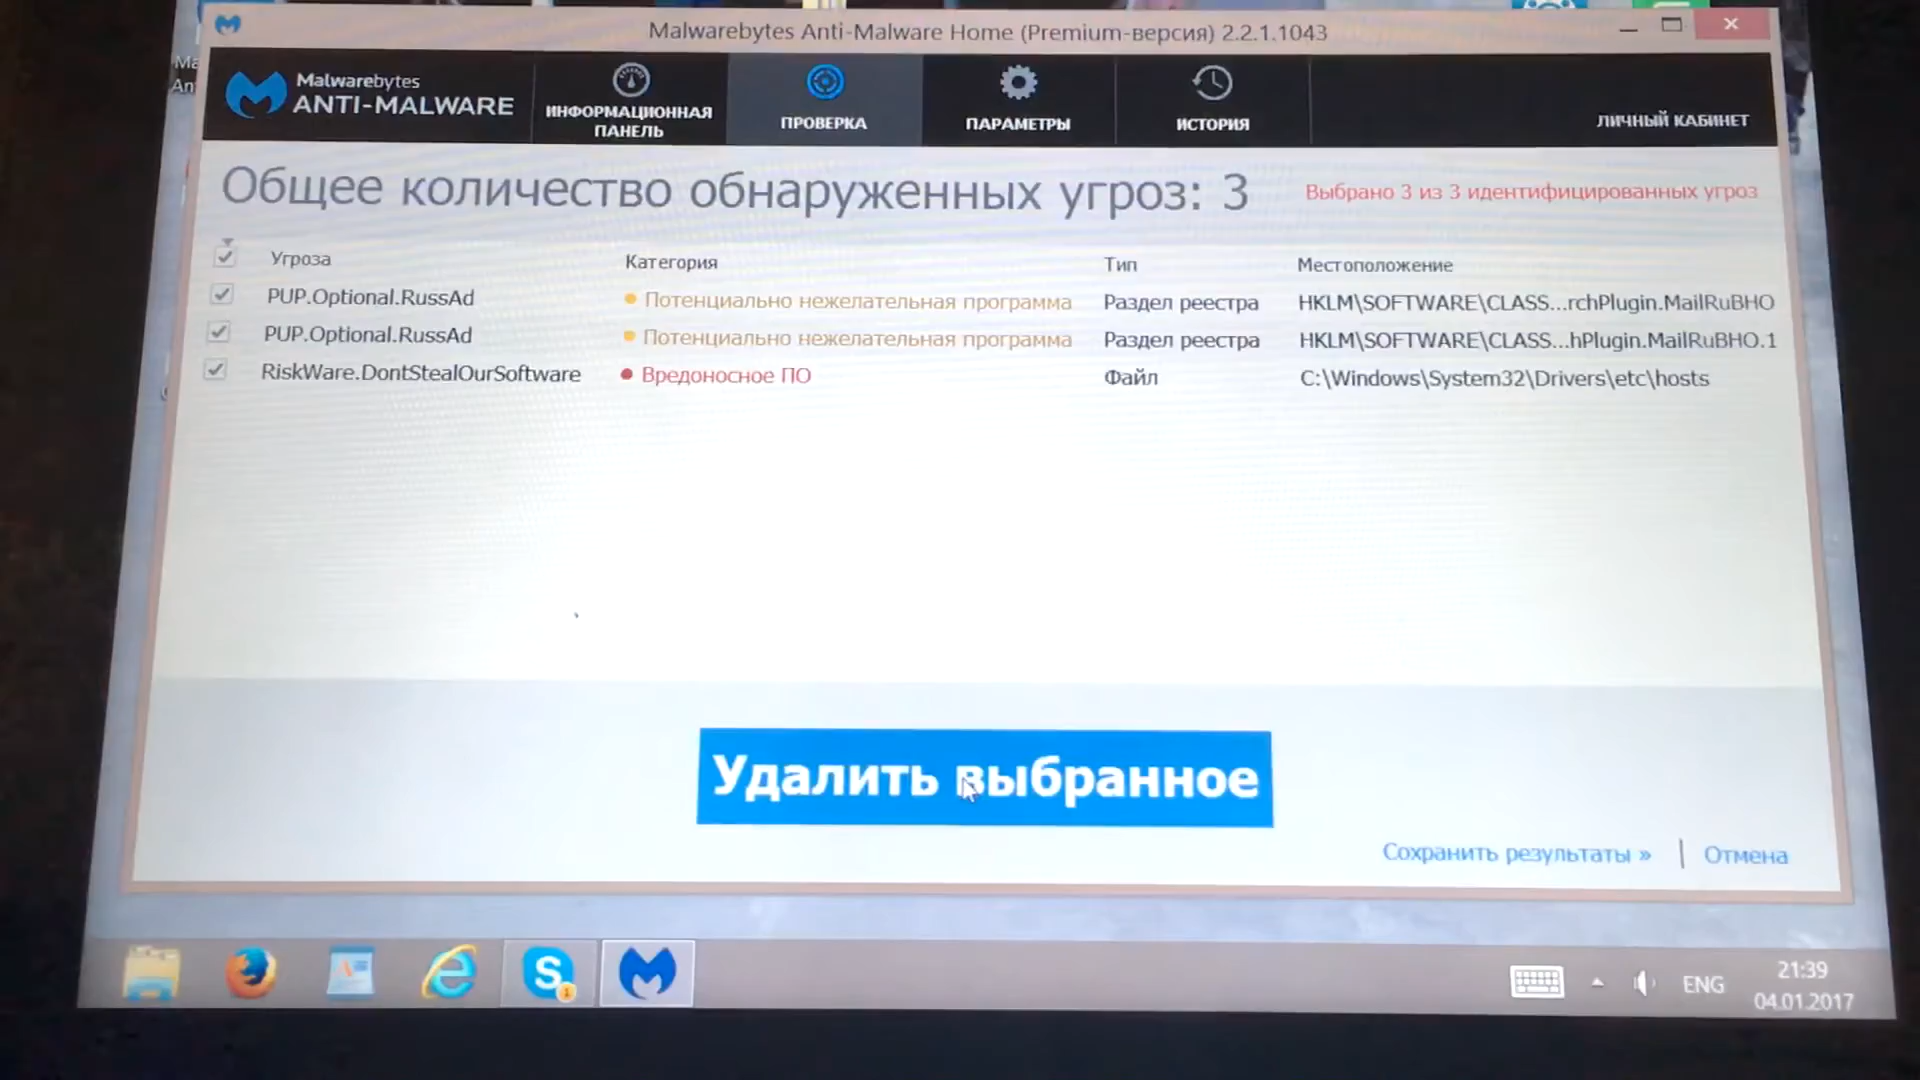 Malwarebytes Anti-Malware Home (Premium-версия) 2.2.1.1043
Malwarebytes
ANTI-MALWARE
ИНФОРМАЦИОННАЯ
ПАНЕЛЬ
ПРОВЕРКА
ПАРАМЕТРЫ
ИСТОРИЯ
ЛИЧНЫЙ КАБИНЕТ
Общее количество обнаруженных угроз: 3
Выбрано 3 из 3 идентифицированных угроз
Угроза Категория Тип Местоположение
PUP.Optional.RussAd Потенциально нежелательная программа Раздел реестра HKLM\SOFTWARE\CLASS...rchPlugin.MailRuBHO
PUP.Optional.RussAd Потенциально нежелательная программа Раздел реестра HKLM\SOFTWARE\CLASS...hPlugin.MailRuBHO.1
RiskWare.DontStealOurSoftware Вредоносное ПО Файл C:\Windows\System32\Drivers\etc\hosts
Удалить выбранное
Сохранить результаты » | Отмена
ENG
21:39
04.01.2017